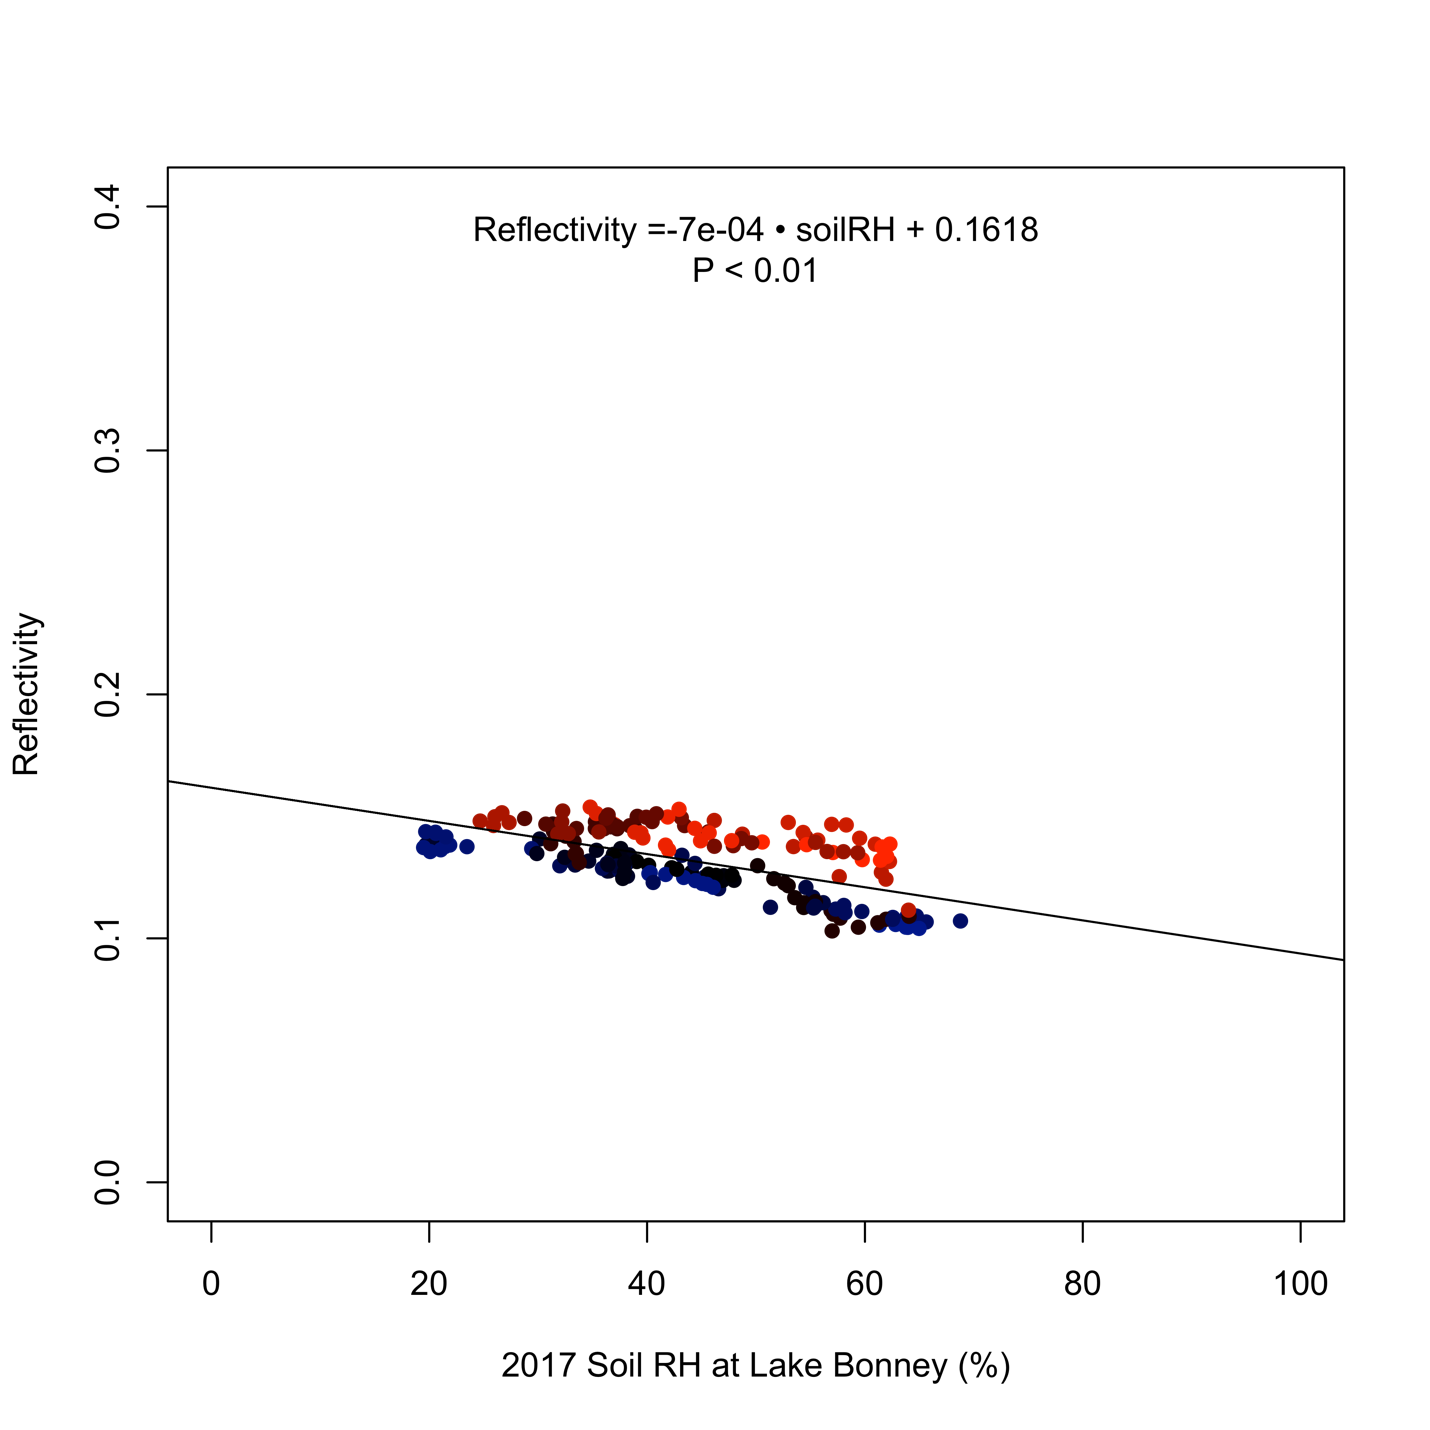 Reflectivity =-7e-04 • soilRH + 0.1618
P < 0.01
Reflectivity
0.4
0.3
0.2
0.1
0.0
0 20 40 60 80 100
2017 Soil RH at Lake Bonney (%)